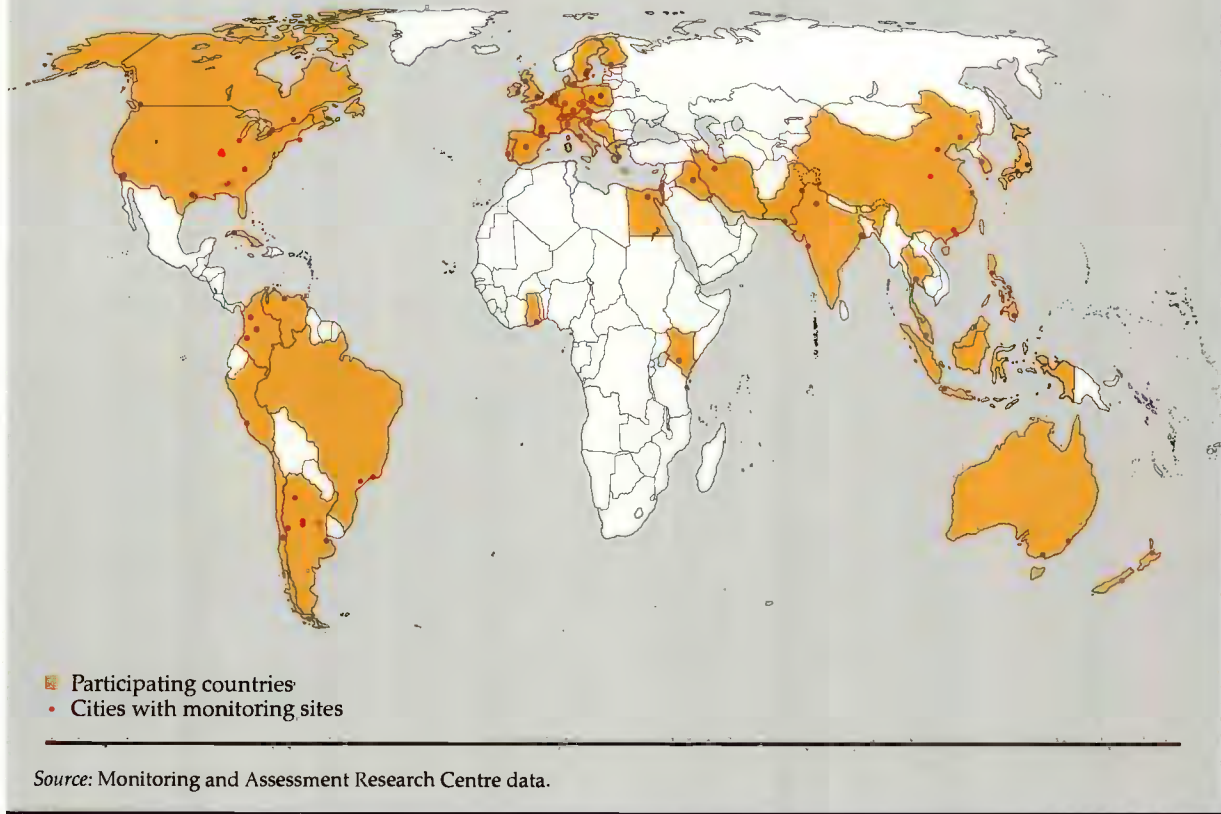 Participating countries
Cities with monitoring sites
Source: Monitoring and Assessment Research Centre data.